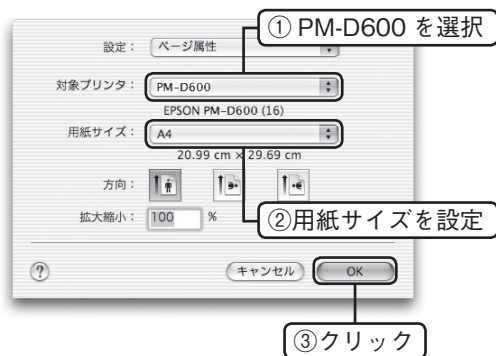 ① PM-D600 を選択
設定： ページ属性
対象プリンタ： PM-D600
EPSON PM-D600 (16)
用紙サイズ： A4
20.99 cm × 29.69 cm
方向：
拡大縮小： 100 %
②用紙サイズを設定
? キャンセル OK
③クリック